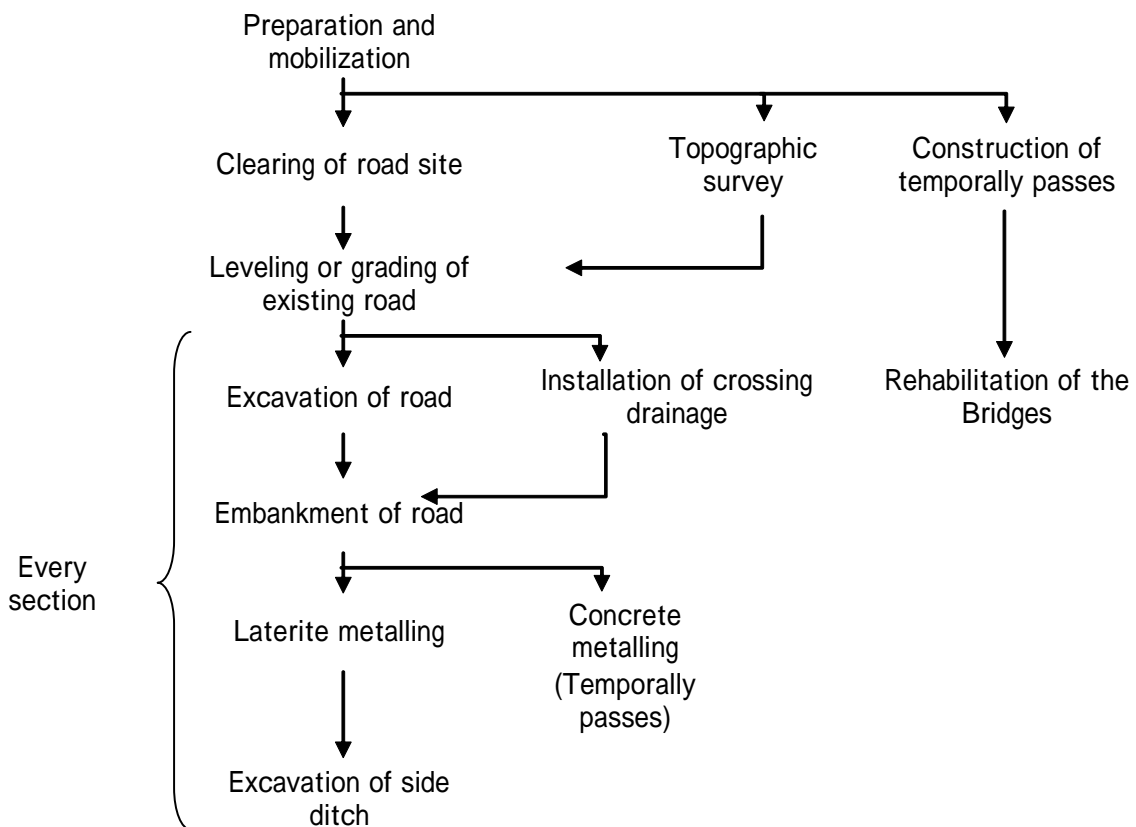 Preparation and
mobilization
Clearing of road site
Topographic
survey
Construction of
temporally passes
Leveling or grading of
existing road
Excavation of road
Installation of crossing
drainage
Rehabilitation of the
Bridges
Embankment of road
Every
section
Laterite metalling
Concrete
metalling
(Temporally
passes)
Excavation of side
ditch